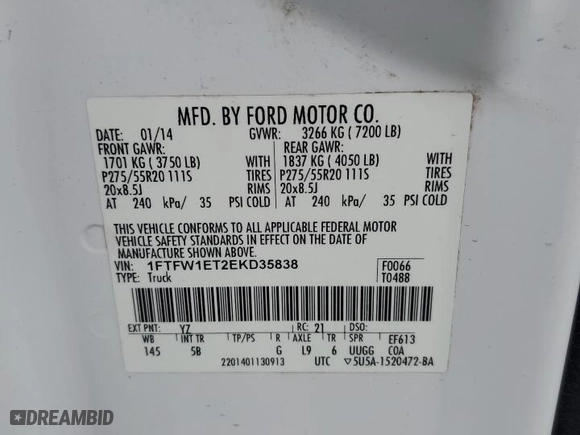 MFD. BY FORD MOTOR CO.
DATE: 01/14 GVWR: 3266 KG ( 7200 LB)
FRONT GAWR: REAR GAWR:
1701 KG ( 3750 LB) WITH 1837 KG ( 4050 LB) WITH
P275/55R20 111S TIRES P275/55R20 111S TIRES
20x8.5J RIMS 20x8.5J RIMS
AT 240 kPa/ 35 PSI COLD AT 240 kPa/ 35 PSI COLD
THIS VEHICLE CONFORMS TO ALL APPLICABLE FEDERAL MOTOR
VEHICLE SAFETY STANDARDS IN EFFECT ON THE DATE OF
MANUFACTURE SHOWN ABOVE.
VIN: 1FTFW1ET2EKD35838 F0066
TYPE: Truck T0488
EXT PNT: YZ RC: 21 DSO:
WB INT TR TP/PS R AXLE TR SPR EF613
145 5B G L9 6 UUGG COA
2201401130913 UTC ▽5U5A-1520472-BA
DREAMBID